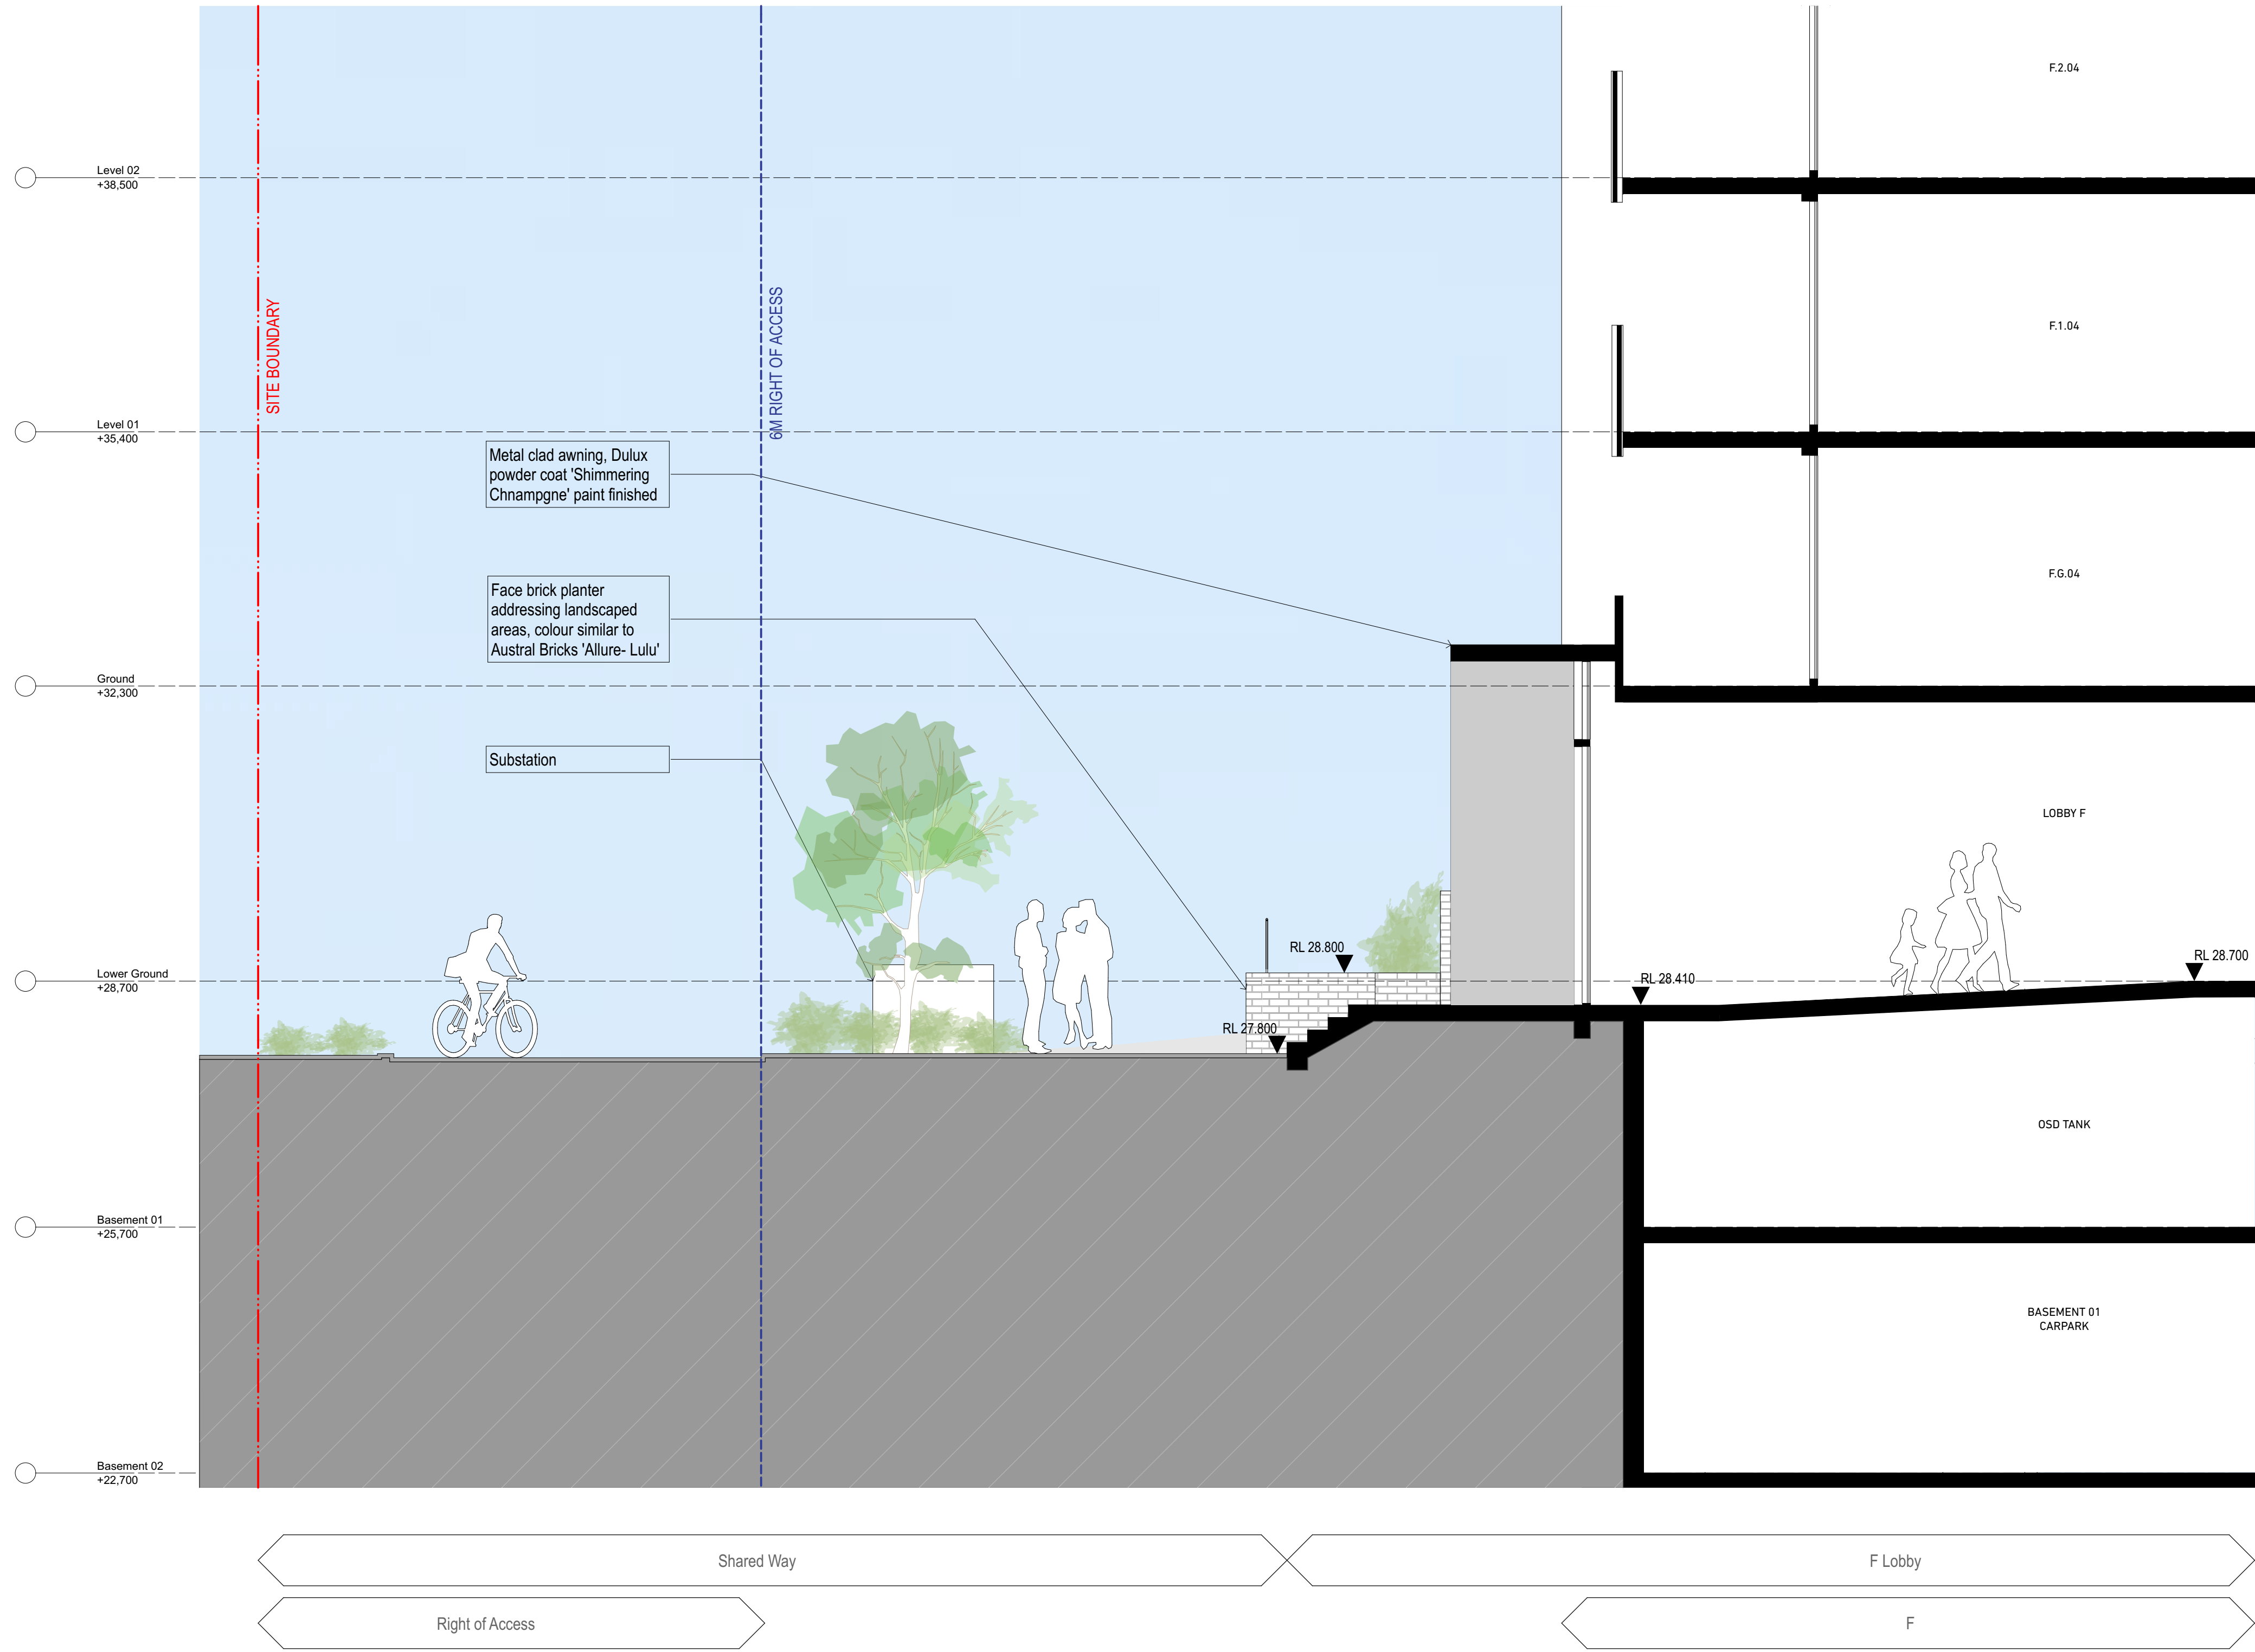 F.2.04
Level 02
+38,500
SITE BOUNDARY
6M RIGHT OF ACCESS
F.1.04
Level 01
+35,400
Metal clad awning, Dulux
powder coat 'Shimmering
Chnampgne' paint finished
F.G.04
Face brick planter
addressing landscaped
areas, colour similar to
Austral Bricks 'Allure- Lulu'
Ground
+32,300
Substation
LOBBY F
RL 28.800
RL 28.700
Lower Ground
+28,700
RL 28.410
RL 27.800
OSD TANK
Basement 01
+25,700
BASEMENT 01
CARPARK
Basement 02
+22,700
Shared Way
F Lobby
Right of Access
F